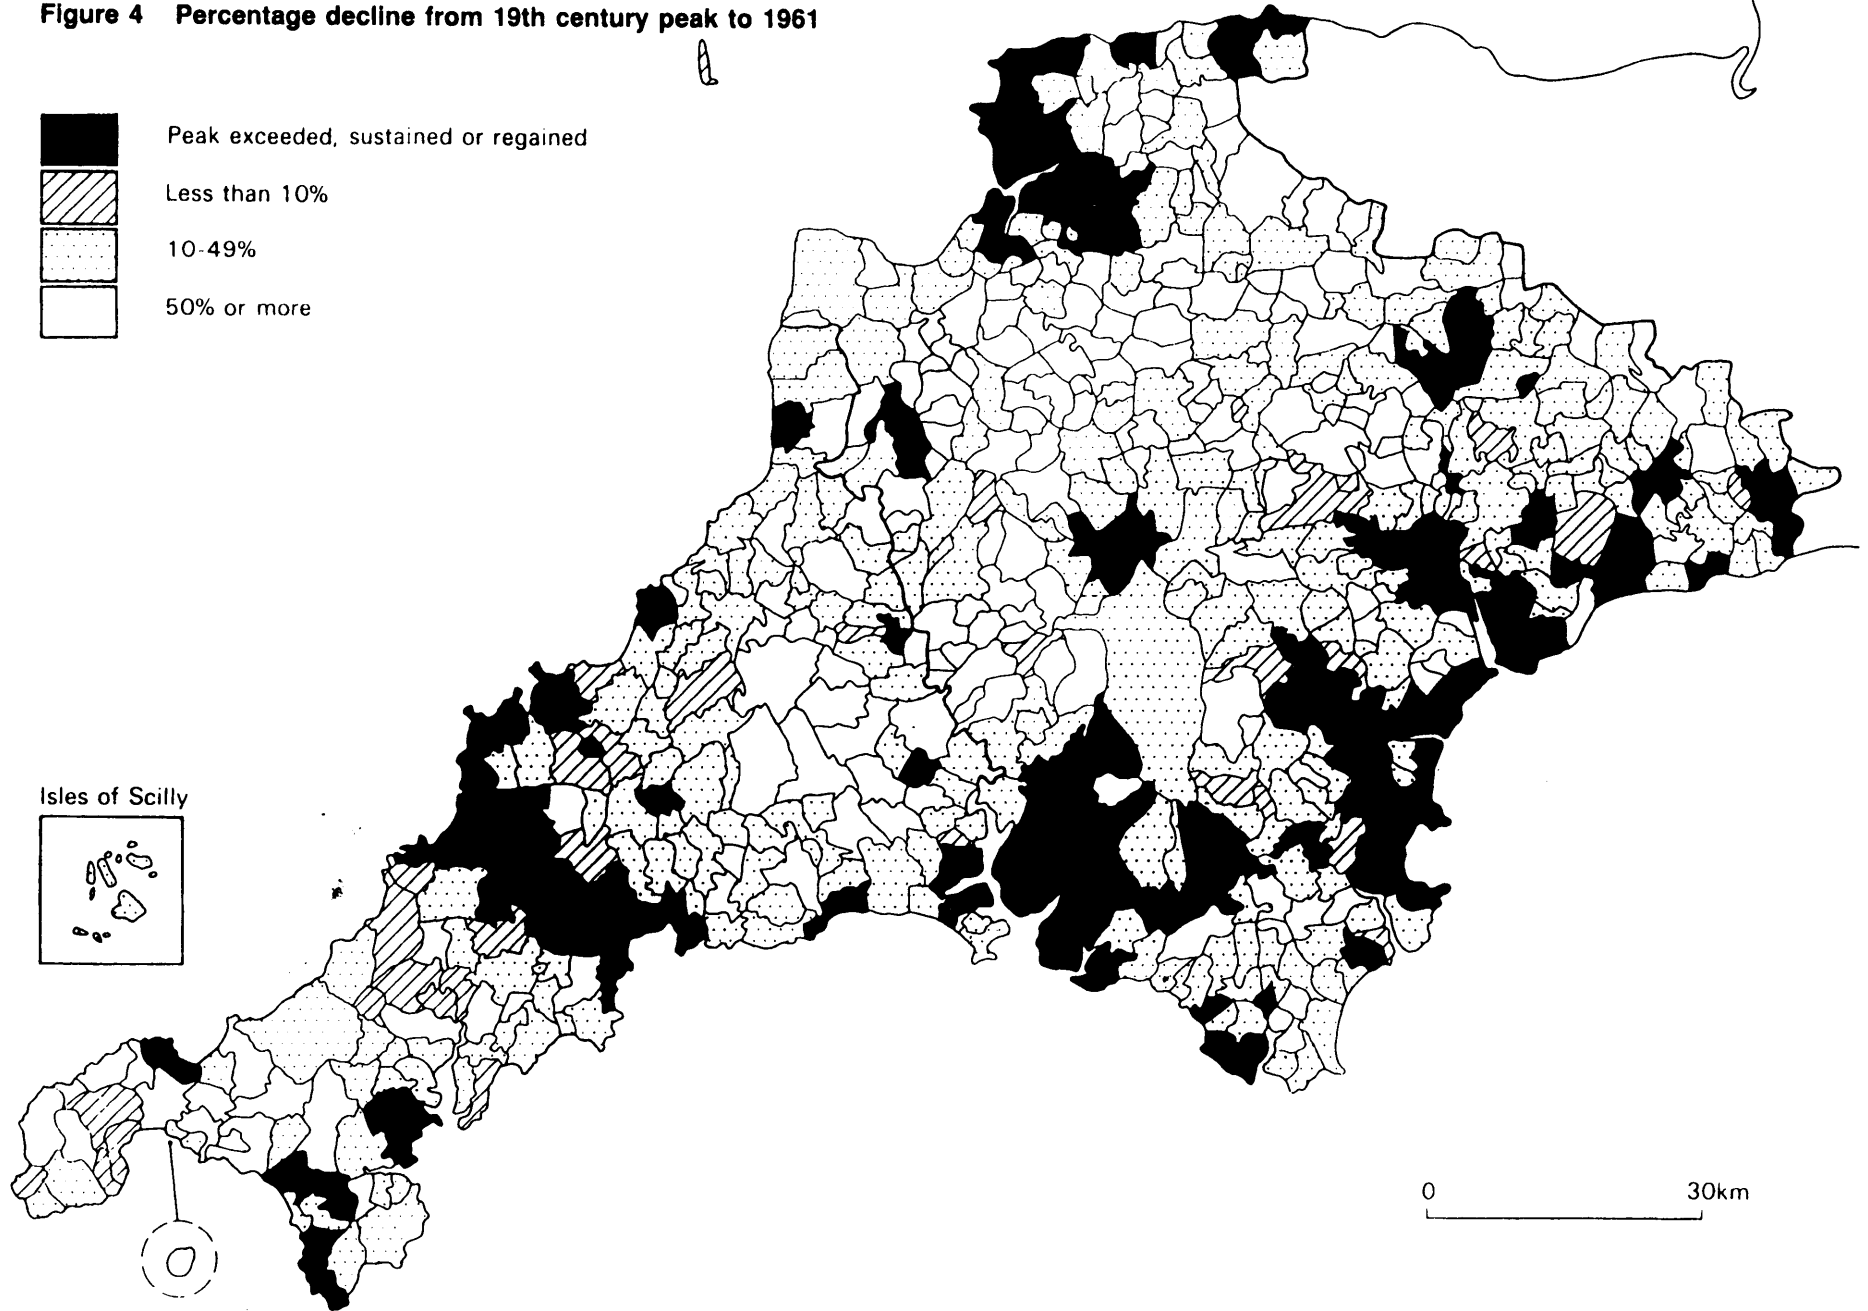 Figure 4 Percentage decline from 19th century peak to 1961
Peak exceeded, sustained or regained
Less than 10%
10-49%
50% or more
Isles of Scilly
0 30km